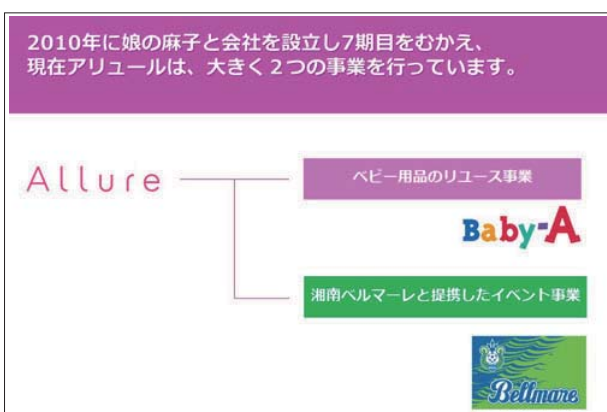 2010年に娘の麻子と会社を設立し7期目をむかえ、
現在アリュールは、大きく２つの事業を行っています。
Allure
ベビー用品のリユース事業
Baby-A
湘南ベルマーレと提携したイベント事業
Bellmare